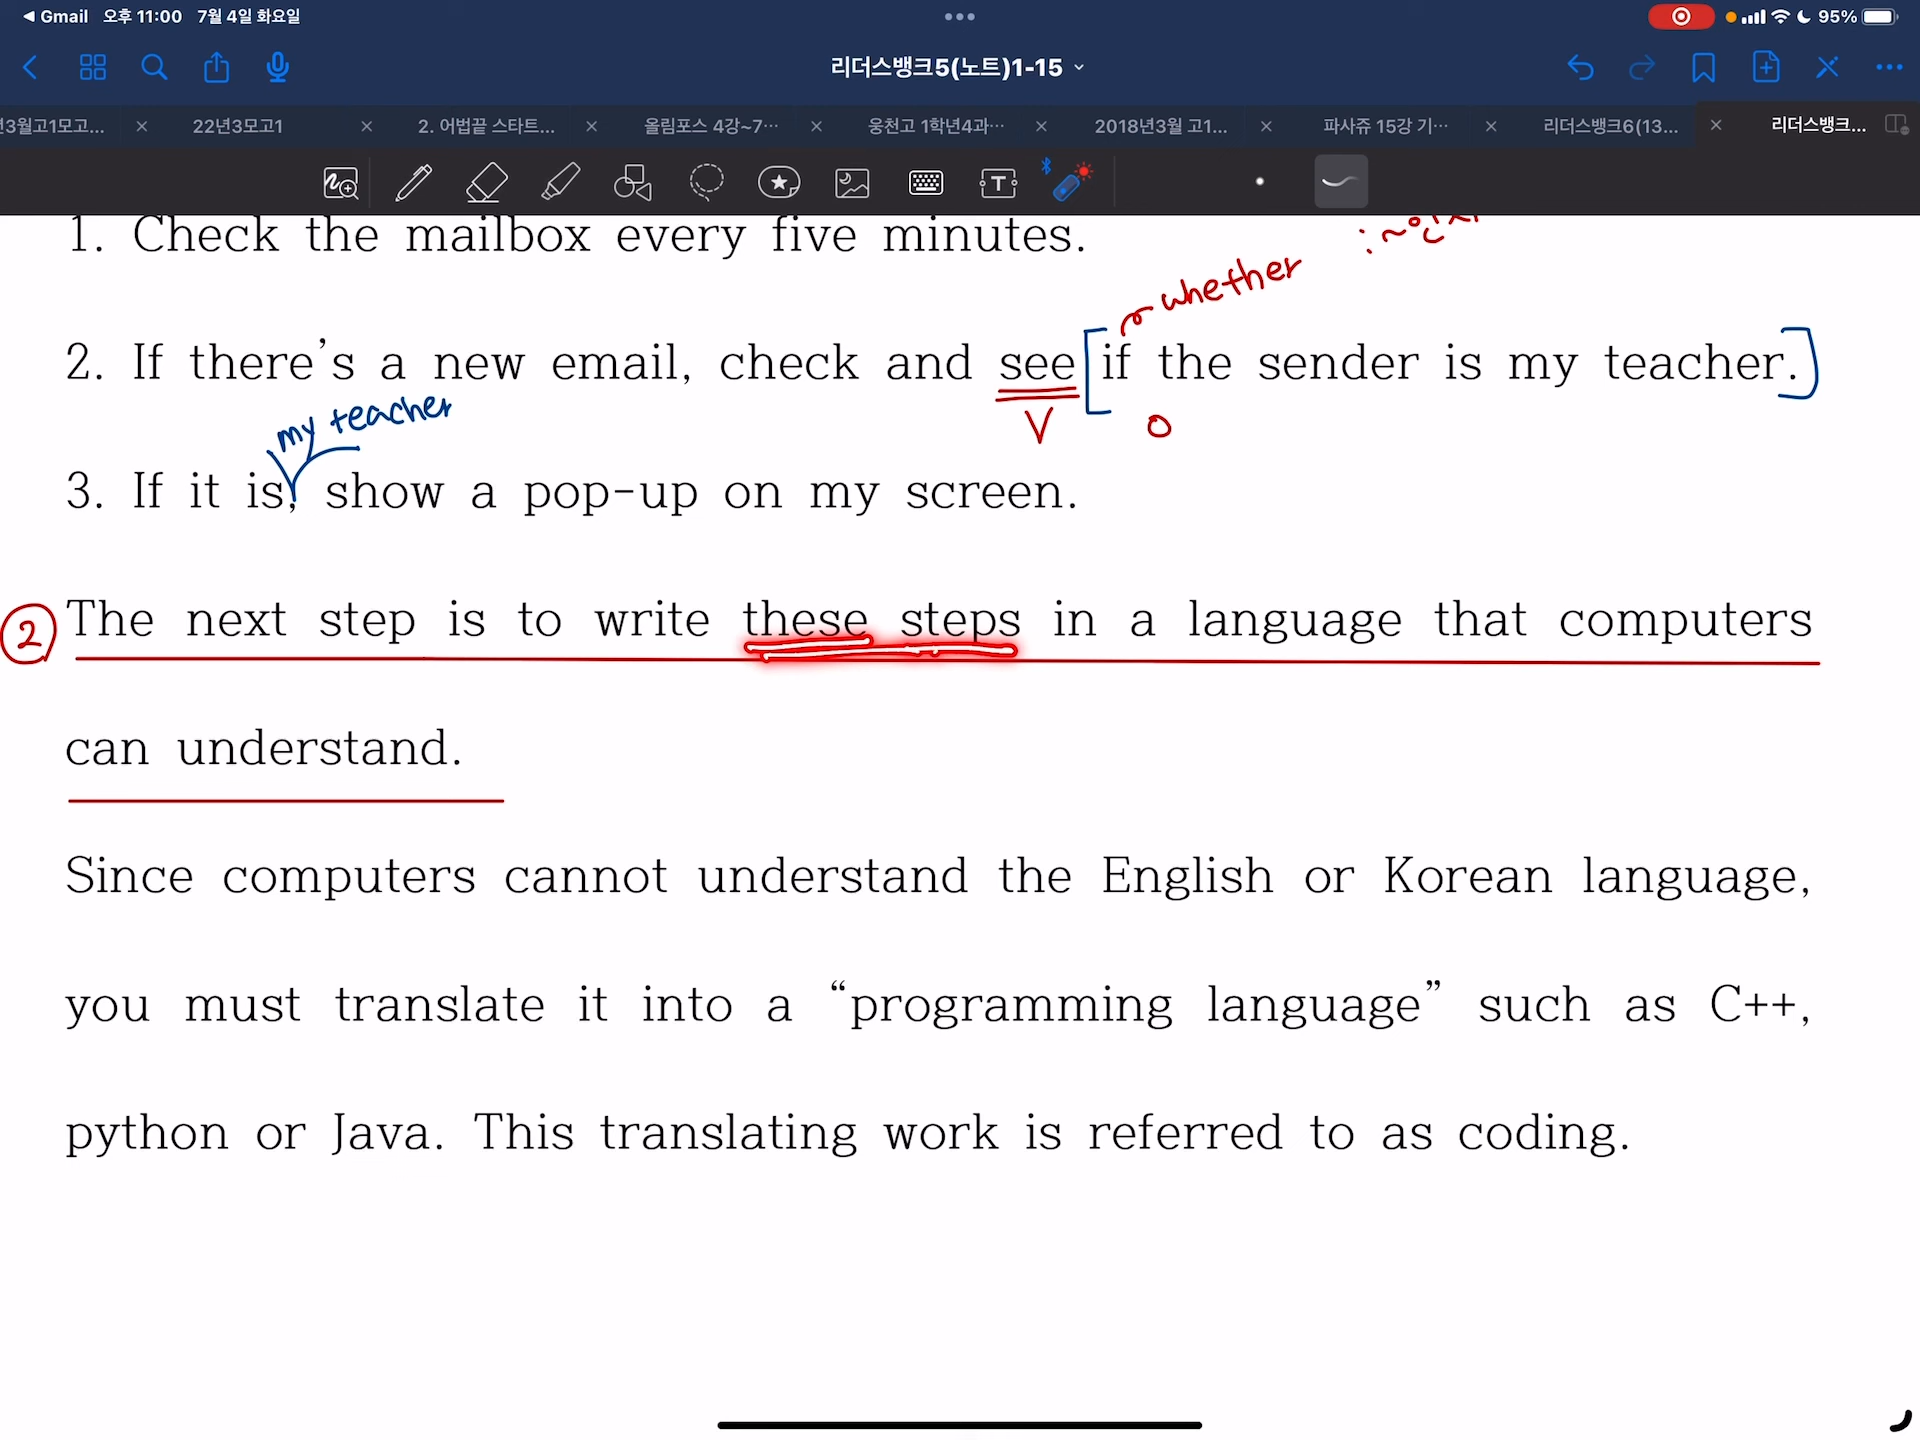 ◀ Gmail 오후 11:00 7월 4일 화요일 95%
리더스뱅크5(노트)1-15
22년3모고1 2. 어법끝 스타트... 올림포스 4강~7... 웅천고 1학년4과... 2018년3월 고1... 파사쥬 15강 기... 리더스뱅크6(13... 리더스뱅크...
1. Check the mailbox every five minutes.
whether
2. If there's a new email, check and see [if the sender is my teacher.]
V O
my teacher
3. If it is, show a pop-up on my screen.
② The next step is to write these steps in a language that computers
can understand.
Since computers cannot understand the English or Korean language,
you must translate it into a “programming language” such as C++,
python or Java. This translating work is referred to as coding.